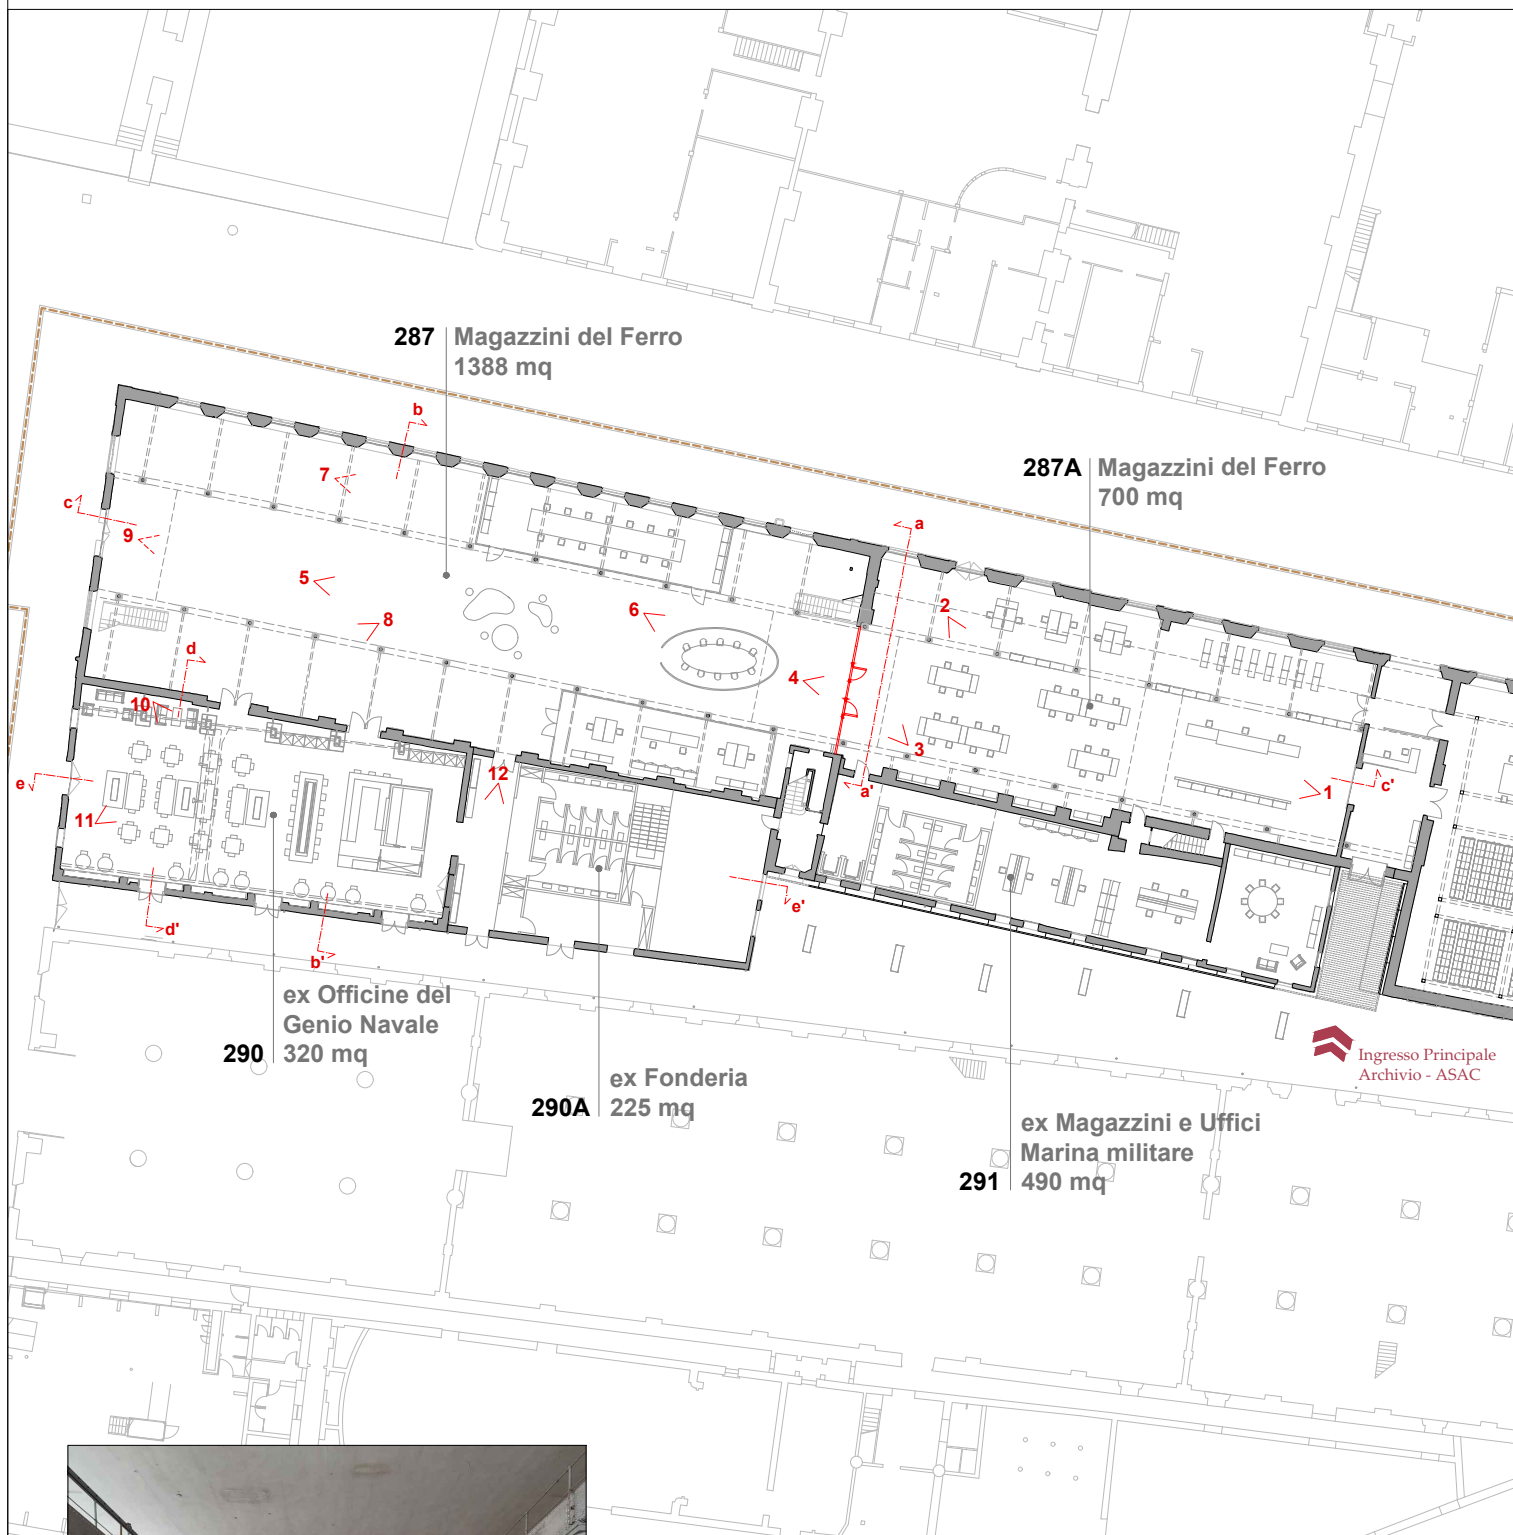 287 Magazzini del Ferro
1388 mq
287A Magazzini del Ferro
700 mq
b
7
c
9
5
8
6
a
2
4
3
1
c'
a'
d
10
e
11
12
e'
d'
b'
ex Officine del
Genio Navale
290 320 mq
ex Fonderia
290A 225 mq
ex Magazzini e Uffici
Marina militare
291 490 mq
Ingresso Principale
Archivio - ASAC